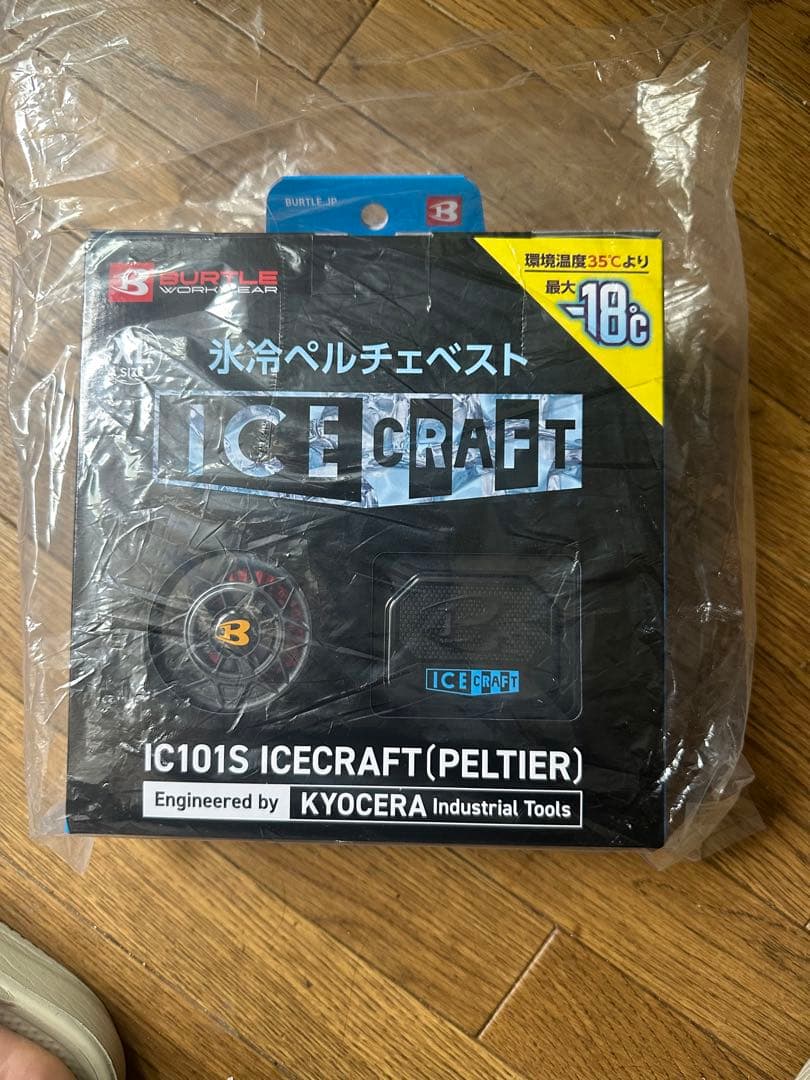 BURTLE.JP
B
B BURTLE
WORKWEAR
環境温度35℃より
最大
-18℃
XL
SIZE
氷冷ペルチェベスト
ICE CRAFT
B
ICE CRAFT
IC101S ICECRAFT(PELTIER)
Engineered by KYOCERA Industrial Tools